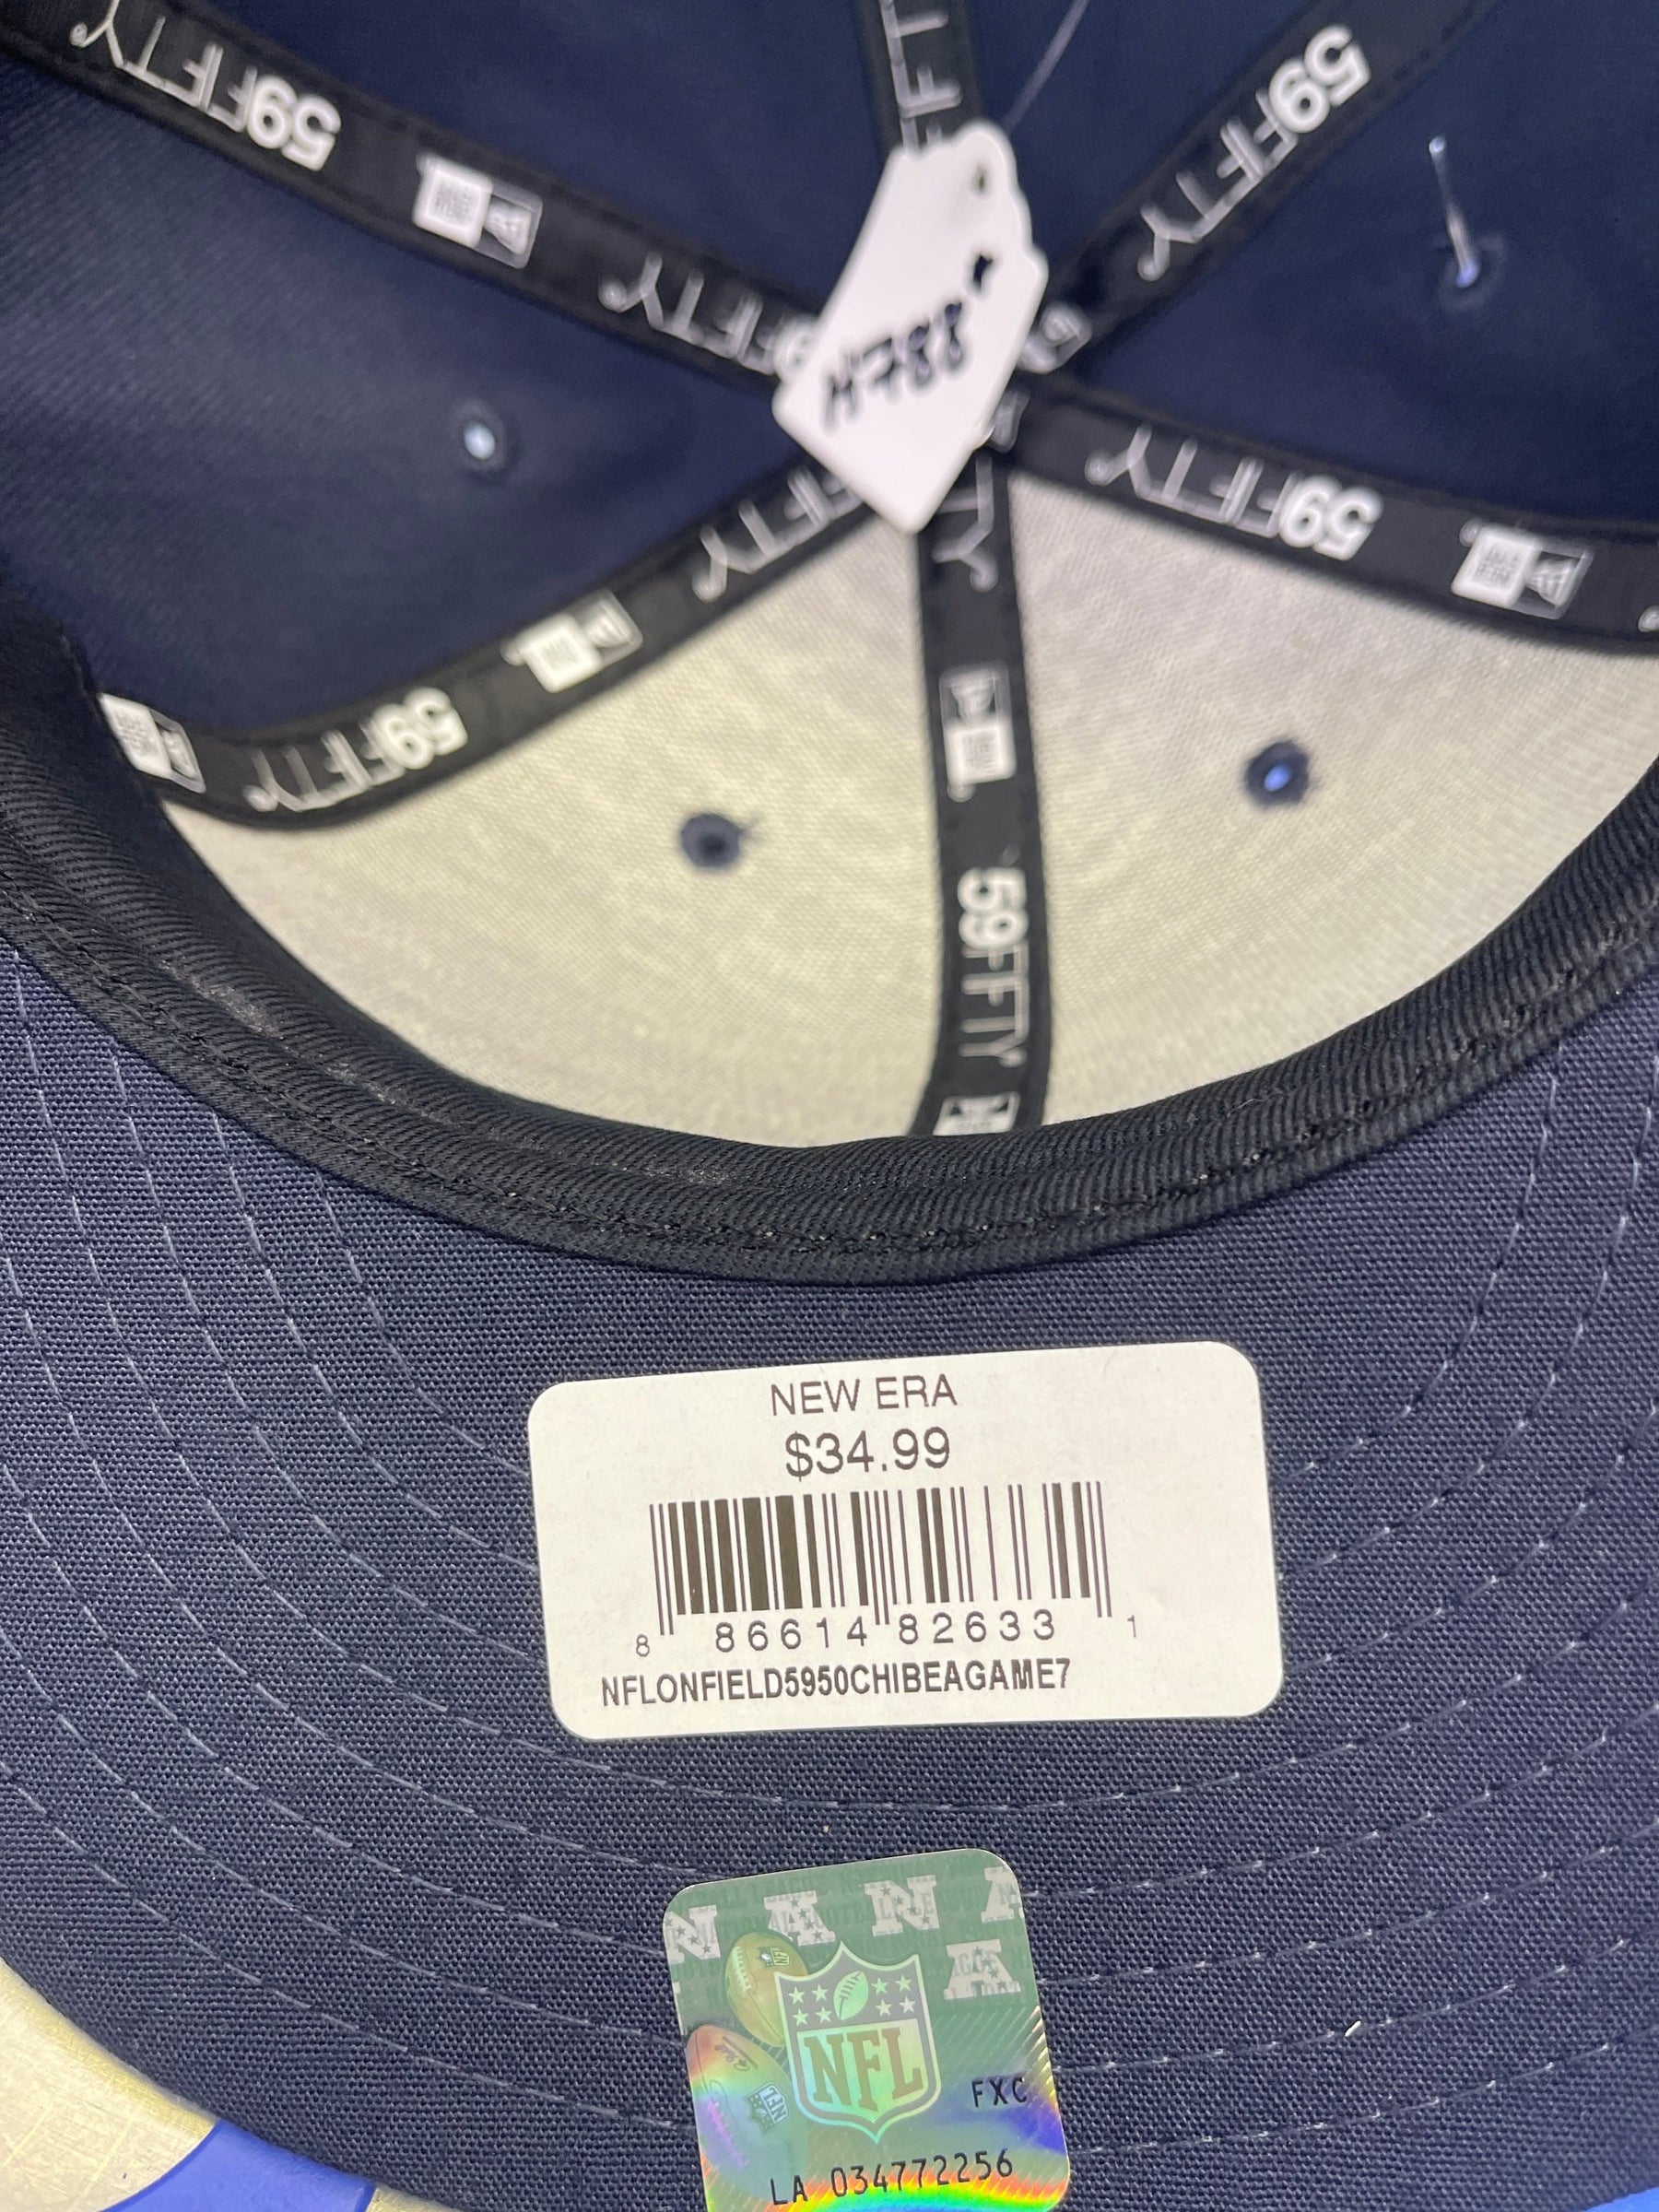 59FIFTY
59FIFTY
59FIFTY
H788
59FIFTY
59FIFTY
59FIFTY
NEW ERA
$34.99
8 86614 82633 1
NFLONFIELD5950CHIBEAGAME7
NFL
FXC
LA 034772256